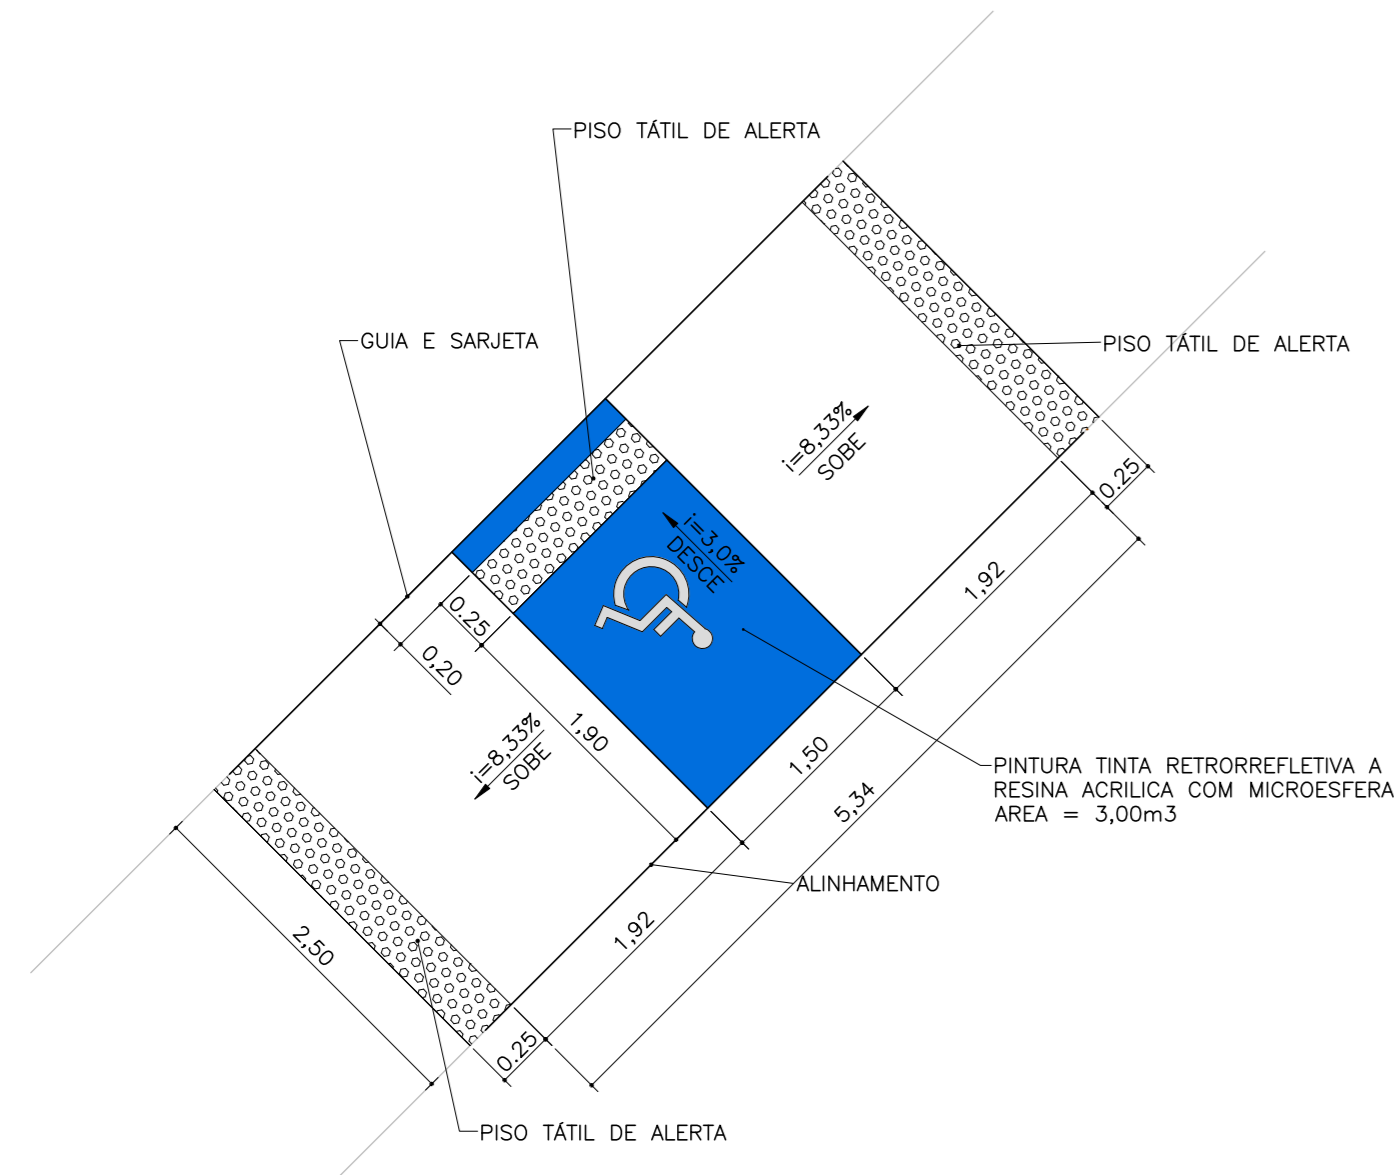 PISO TÁTIL DE ALERTA
GUIA E SARJETA
PISO TÁTIL DE ALERTA
i=8,33%
SOBE
0.25
i=3,0%
DESCE
1,92
0.25
0,20
1,90
i=8,33%
SOBE
1,50
5,34
PINTURA TINTA RETRORREFLETIVA A
RESINA ACRILICA COM MICROESFERA
AREA = 3,00m3
ALINHAMENTO
1,92
2,50
0.25
PISO TÁTIL DE ALERTA